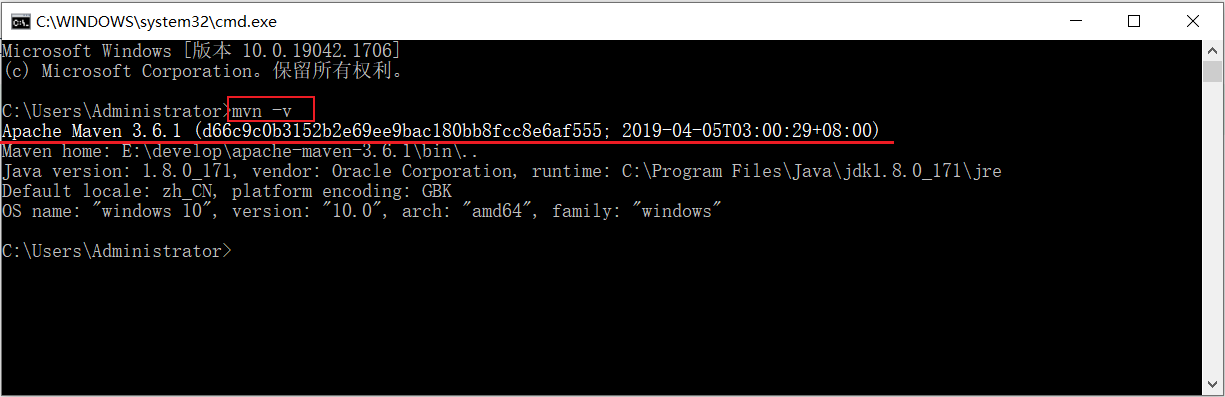 C:\WINDOWS\system32\cmd.exe
Microsoft Windows [版本 10.0.19042.1706]
(c) Microsoft Corporation。保留所有权利。
C:\Users\Administrator>mvn -v
Apache Maven 3.6.1 (d66c9c0b3152b2e69ee9bac180bb8fcc8e6af555; 2019-04-05T03:00:29+08:00)
Maven home: E:\develop\apache-maven-3.6.1\bin\..
Java version: 1.8.0_171, vendor: Oracle Corporation, runtime: C:\Program Files\Java\jdk1.8.0_171\jre
Default locale: zh_CN, platform encoding: GBK
OS name: "windows 10", version: "10.0", arch: "amd64", family: "windows"
C:\Users\Administrator>